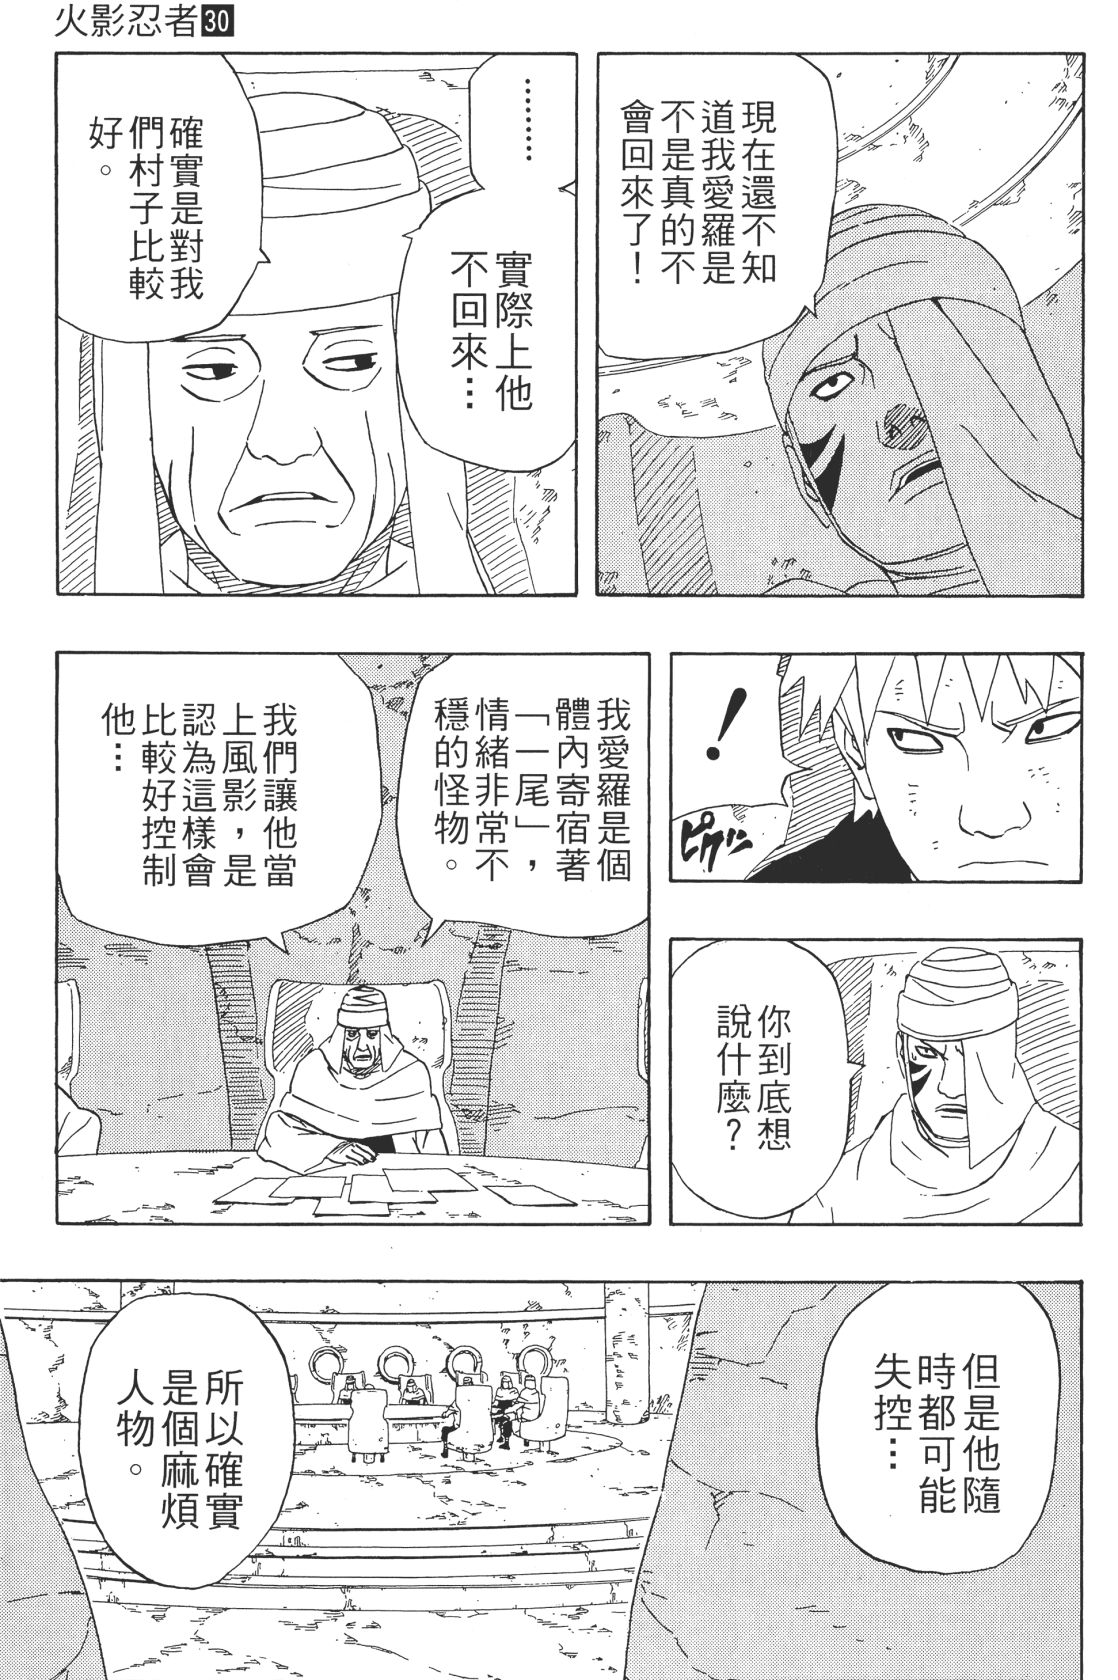 火影忍者30
現在還不知
道我愛羅是
不是真的不
會回來了！
⋯⋯
實際上他
不回來⋯
確實是對我
們村子比較
好。
！
ピクッ
你到底想
說什麼？
我愛羅是個
體內寄宿著
「一尾」，
情緒非常不
穩的怪物。
我們讓他當
上風影，是
認為這樣會
比較好控制
他⋯
但是他隨
時都可能
失控⋯
所以確實
是個麻煩
人物。